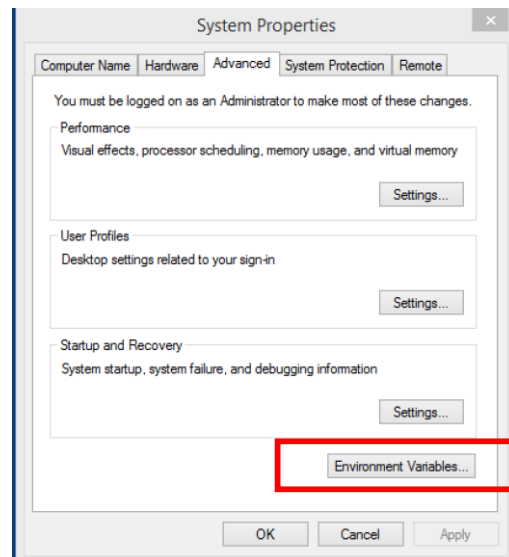 System Properties
Computer Name Hardware Advanced System Protection Remote
You must be logged on as an Administrator to make most of these changes.
Performance
Visual effects, processor scheduling, memory usage, and virtual memory
Settings...
User Profiles
Desktop settings related to your sign-in
Settings...
Startup and Recovery
System startup, system failure, and debugging information
Settings...
Environment Variables...
OK Cancel Apply